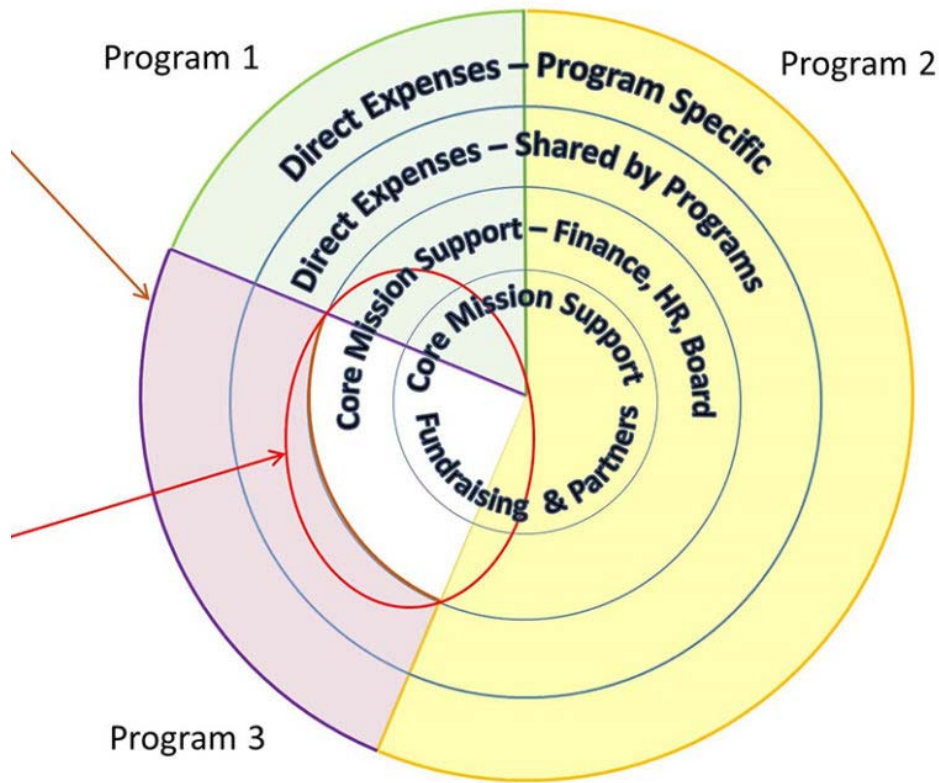 Program 1
Program 2
Direct Expenses – Program Specific
Direct Expenses – Shared by Programs
Core Mission Support – Finance, HR, Board
Core Mission Support
Fundraising & Partners
Program 3